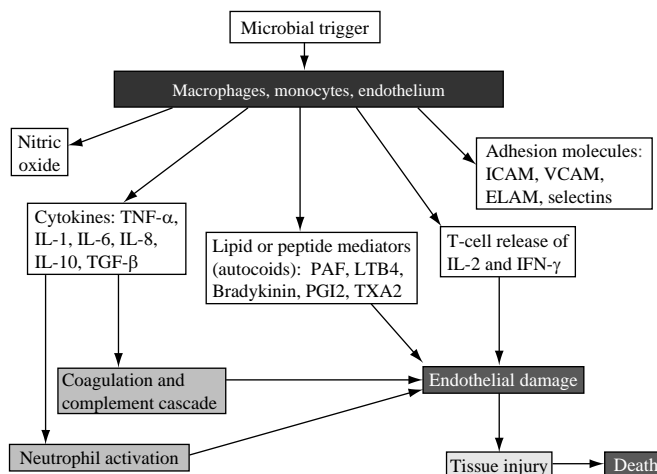 Microbial trigger
Macrophages, monocytes, endothelium
Nitric
oxide
Adhesion molecules:
ICAM, VCAM,
ELAM, selectins
Cytokines: TNF-α,
IL-1, IL-6, IL-8,
IL-10, TGF-β
Lipid or peptide mediators
(autocoids): PAF, LTB4,
Bradykinin, PGI2, TXA2
T-cell release of
IL-2 and IFN-γ
Coagulation and
complement cascade
Endothelial damage
Neutrophil activation
Tissue injury
Death